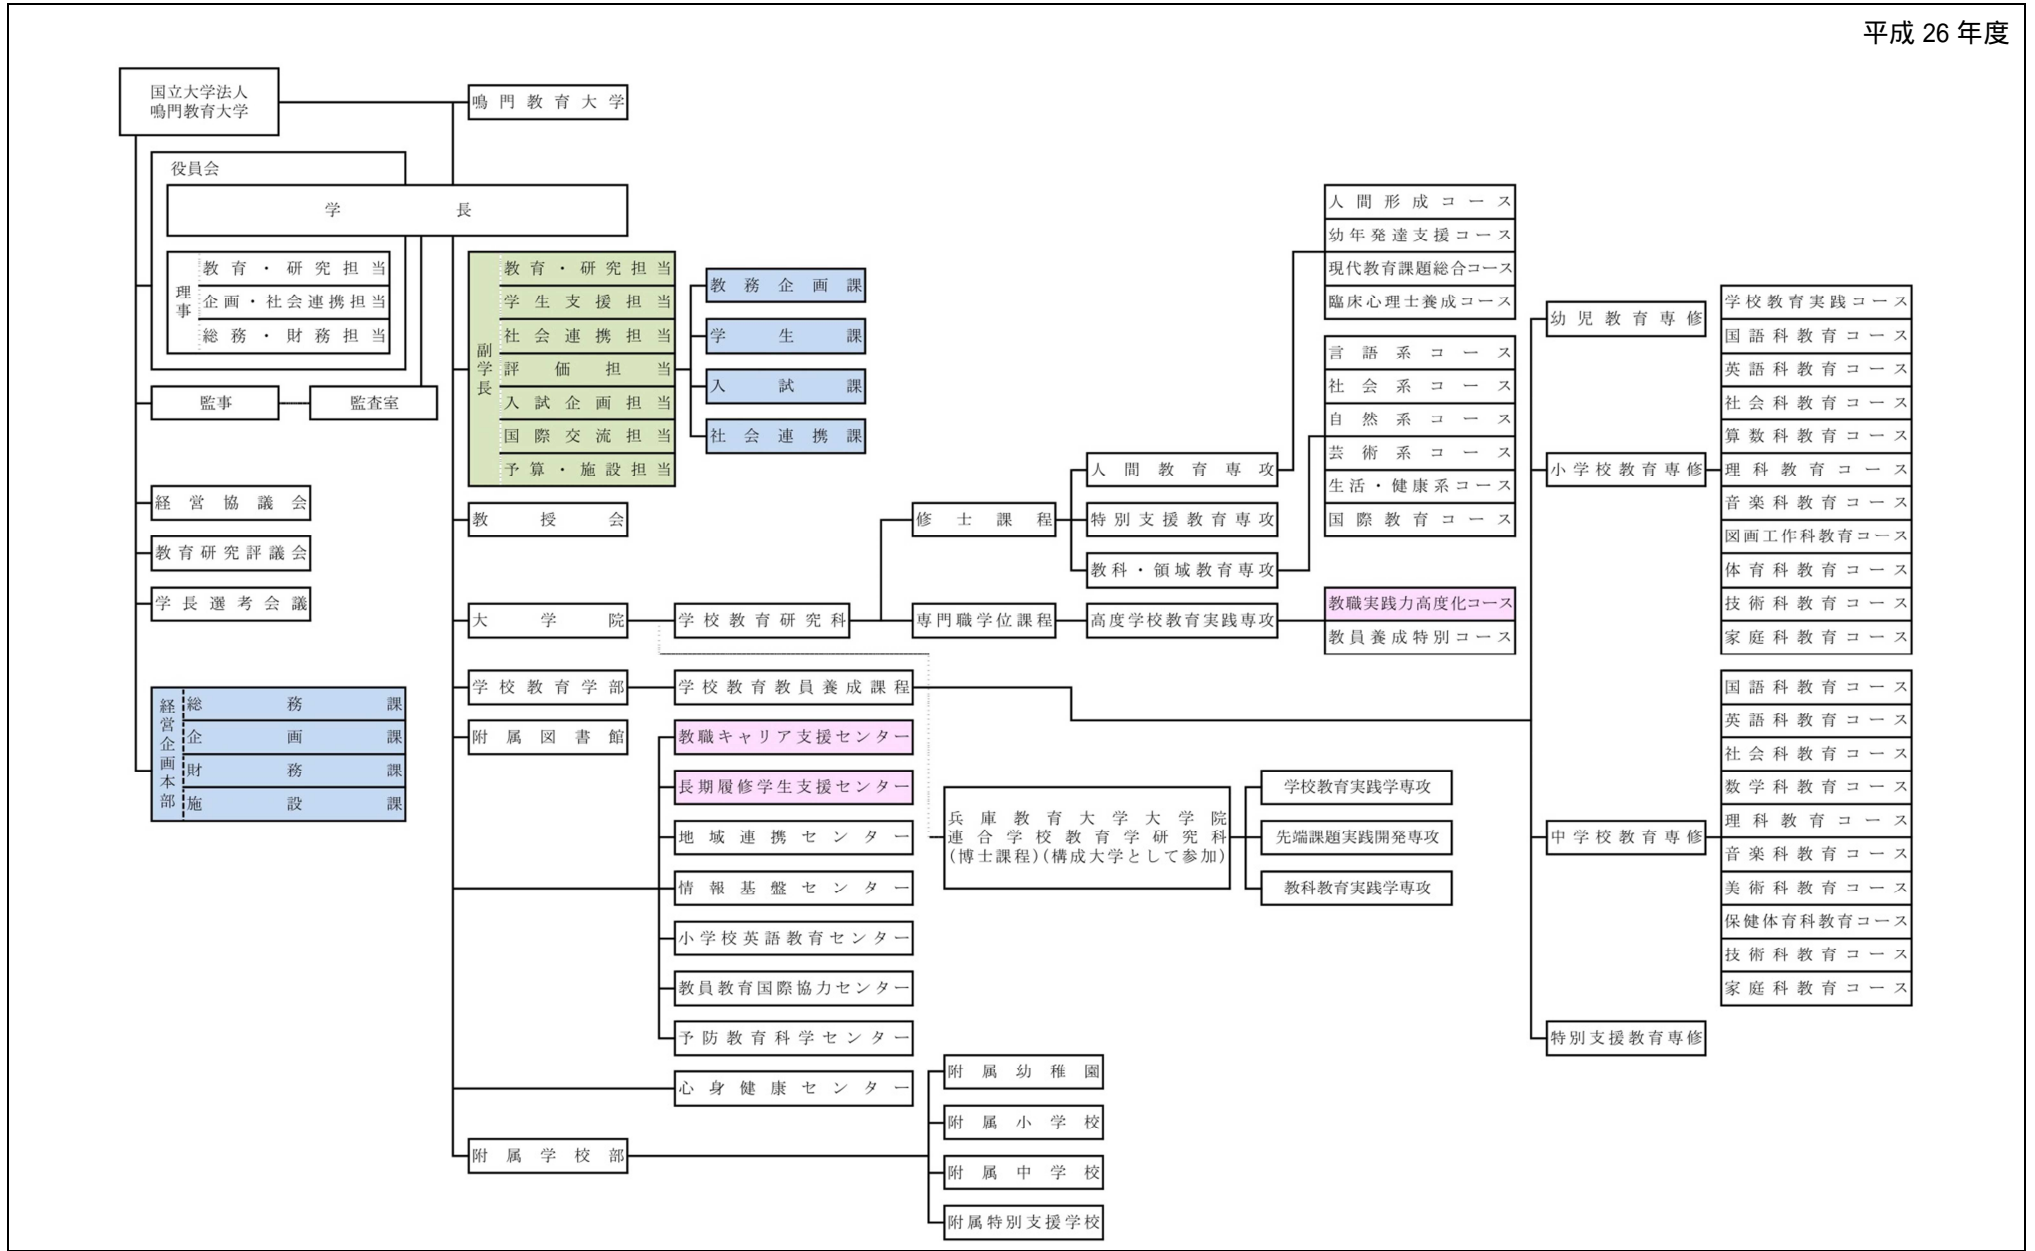 平成 26 年度
国立大学法人
鳴門教育大学
鳴門教育大学
役員会
学長
理事
教育・研究担当
企画・社会連携担当
総務・財務担当
監事
監査室
経営協議会
教育研究評議会
学長選考会議
経営企画本部
総務課
企画課
財務課
施設課
副学長
教育・研究担当
学生支援担当
社会連携担当
評価担当
入試企画担当
国際交流担当
予算・施設担当
教務企画課
学生課
入試課
社会連携課
教授会
大学院
学校教育研究科
修士課程
人間教育専攻
特別支援教育専攻
教科・領域教育専攻
人間形成コース
幼年発達支援コース
現代教育課題総合コース
臨床心理士養成コース
言語系コース
社会系コース
自然系コース
芸術系コース
生活・健康系コース
国際教育コース
専門職学位課程
高度学校教育実践専攻
教職実践力高度化コース
教員養成特別コース
学校教育学部
学校教育教員養成課程
幼児教育専修
小学校教育専修
学校教育実践コース
国語科教育コース
英語科教育コース
社会科教育コース
算数科教育コース
理科教育コース
音楽科教育コース
図画工作科教育コース
体育科教育コース
技術科教育コース
家庭科教育コース
中学校教育専修
国語科教育コース
英語科教育コース
社会科教育コース
数学科教育コース
理科教育コース
音楽科教育コース
美術科教育コース
保健体育科教育コース
技術科教育コース
家庭科教育コース
特別支援教育専修
附属図書館
教職キャリア支援センター
長期履修学生支援センター
地域連携センター
情報基盤センター
小学校英語教育センター
教員教育国際協力センター
予防教育科学センター
心身健康センター
兵庫教育大学大学院
連合学校教育学研究科
(博士課程)(構成大学として参加)
学校教育実践学専攻
先端課題実践開発専攻
教科教育実践学専攻
附属学校部
附属幼稚園
附属小学校
附属中学校
附属特別支援学校